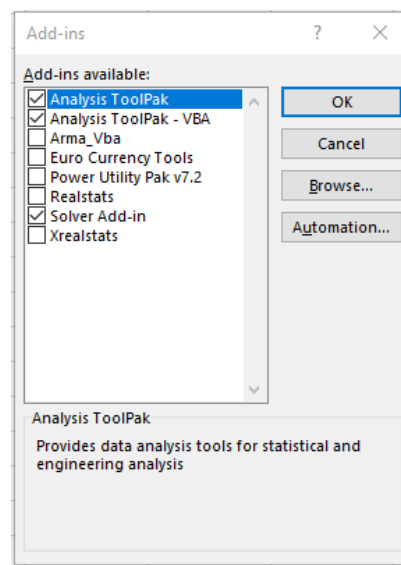 Add-ins ? ×
Add-ins available:
Analysis ToolPak
Analysis ToolPak - VBA
Arma_Vba
Euro Currency Tools
Power Utility Pak v7.2
Realstats
Solver Add-in
Xrealstats
OK
Cancel
Browse...
Automation...
Analysis ToolPak
Provides data analysis tools for statistical and
engineering analysis